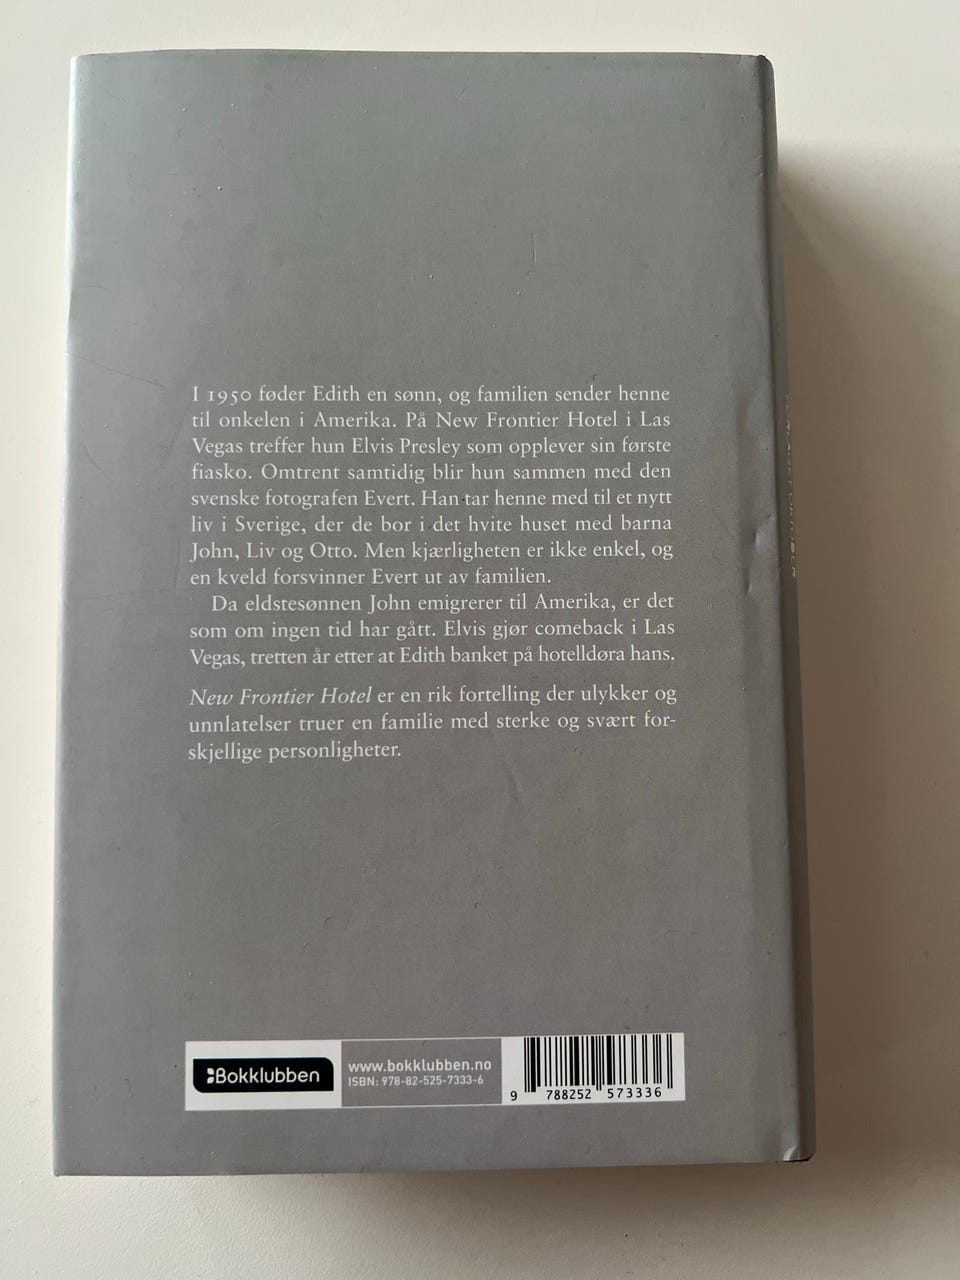 I 1950 føder Edith en sønn, og familien sender henne
til onkelen i Amerika. På New Frontier Hotel i Las
Vegas treffer hun Elvis Presley som opplever sin første
fiasko. Omtrent samtidig blir hun sammen med den
svenske fotografen Evert. Han tar henne med til et nytt
liv i Sverige, der de bor i det hvite huset med barna
John, Liv og Otto. Men kjærligheten er ikke enkel, og
en kveld forsvinner Evert ut av familien.
Da eldstesønnen John emigrerer til Amerika, er det
som om ingen tid har gått. Elvis gjør comeback i Las
Vegas, tretten år etter at Edith banket på hotelldøra hans.
New Frontier Hotel er en rik fortelling der ulykker og
unnlatelser truer en familie med sterke og svært for-
skjellige personligheter.
Bokklubben
www.bokklubben.no
ISBN: 978-82-525-7333-6
9 788252 573336
FORLAGET OKTOBER